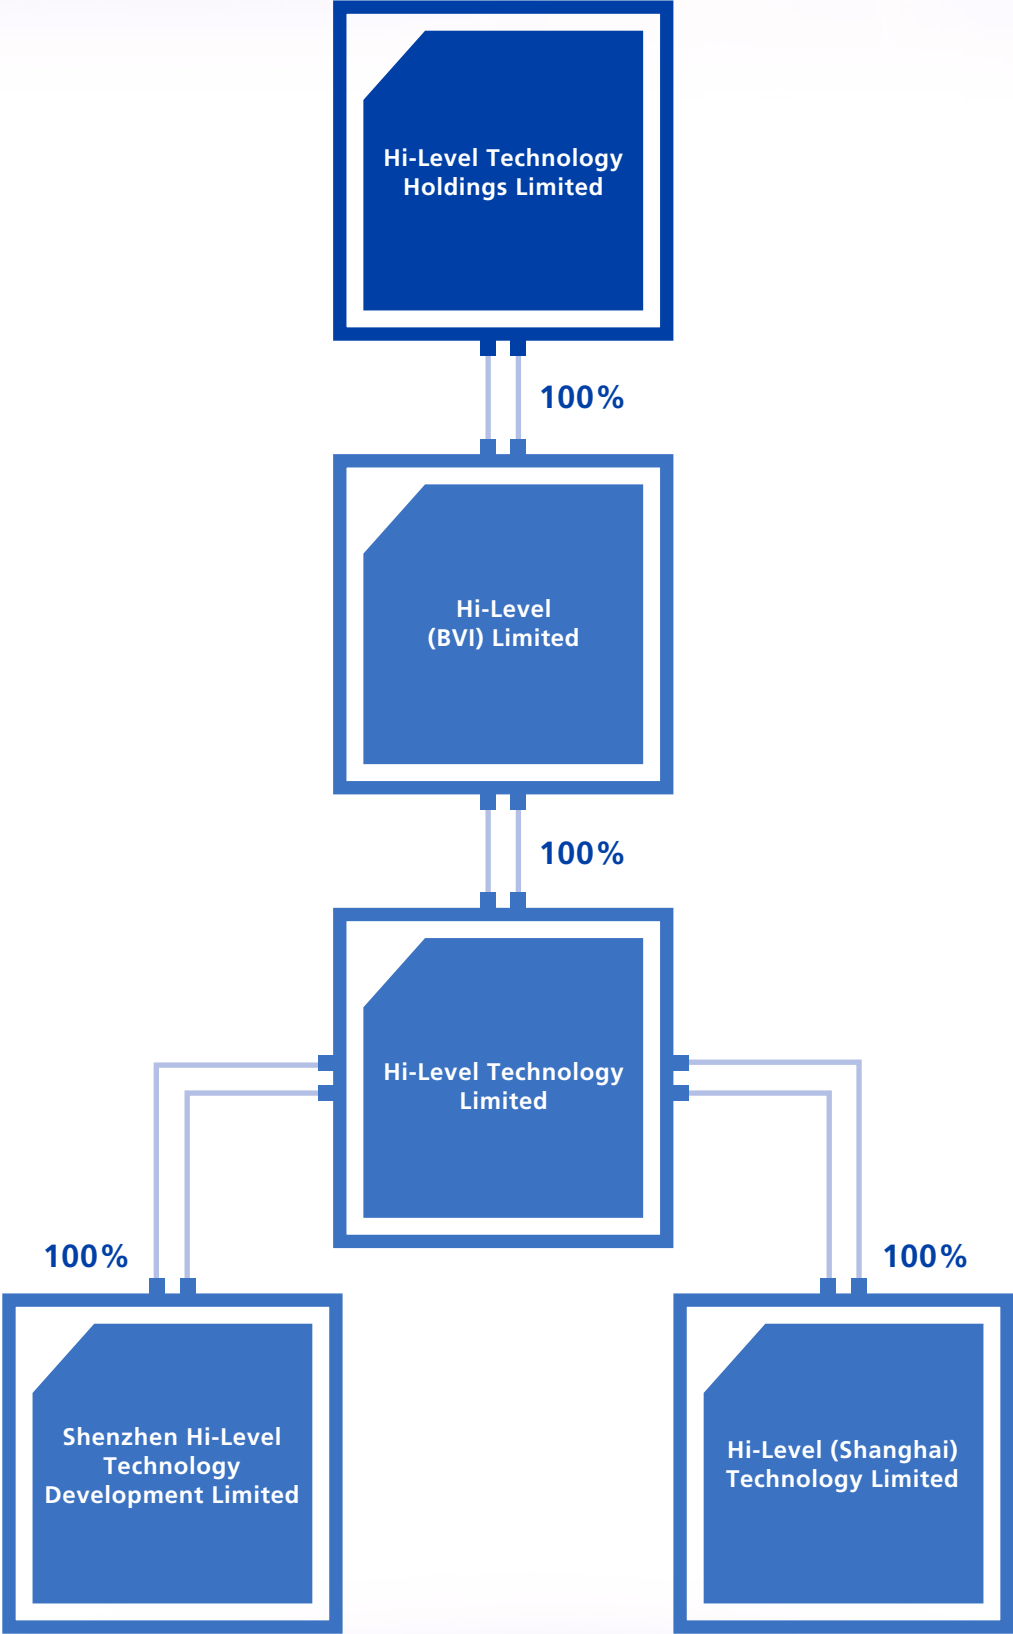 Hi-Level Technology
Holdings Limited
100%
Hi-Level
(BVI) Limited
100%
Hi-Level Technology
Limited
100%
100%
Shenzhen Hi-Level
Technology
Development Limited
Hi-Level (Shanghai)
Technology Limited